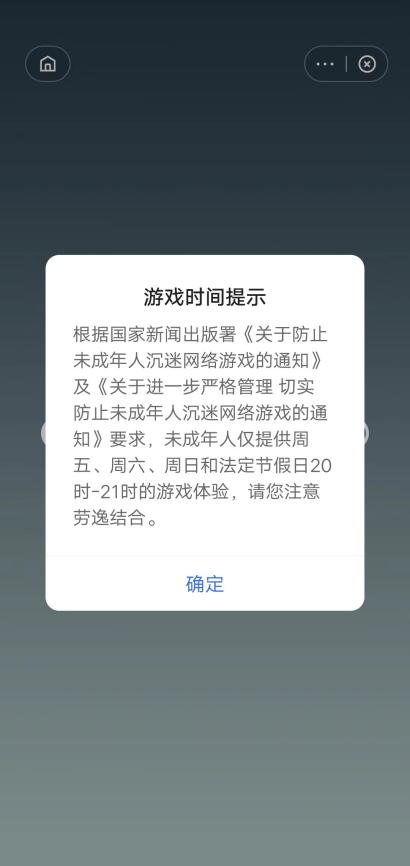 游戏时间提示
根据国家新闻出版署《关于防止
未成年人沉迷网络游戏的通知》
及《关于进一步严格管理 切实
防止未成年人沉迷网络游戏的通
知》要求，未成年人仅提供周
五、周六、周日和法定节假日20
时-21时的游戏体验，请您注意
劳逸结合。
确定